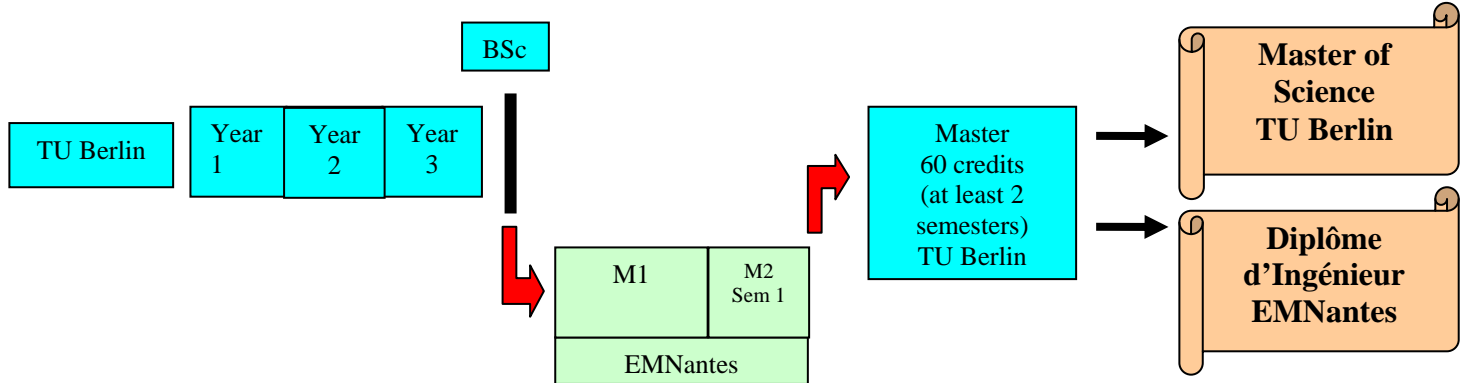 BSc
TU Berlin
Year
1
Year
2
Year
3
M1
M2
Sem 1
EMNantes
Master
60 credits
(at least 2
semesters)
TU Berlin
Master of
Science
TU Berlin
Diplôme
d’Ingénieur
EMNantes